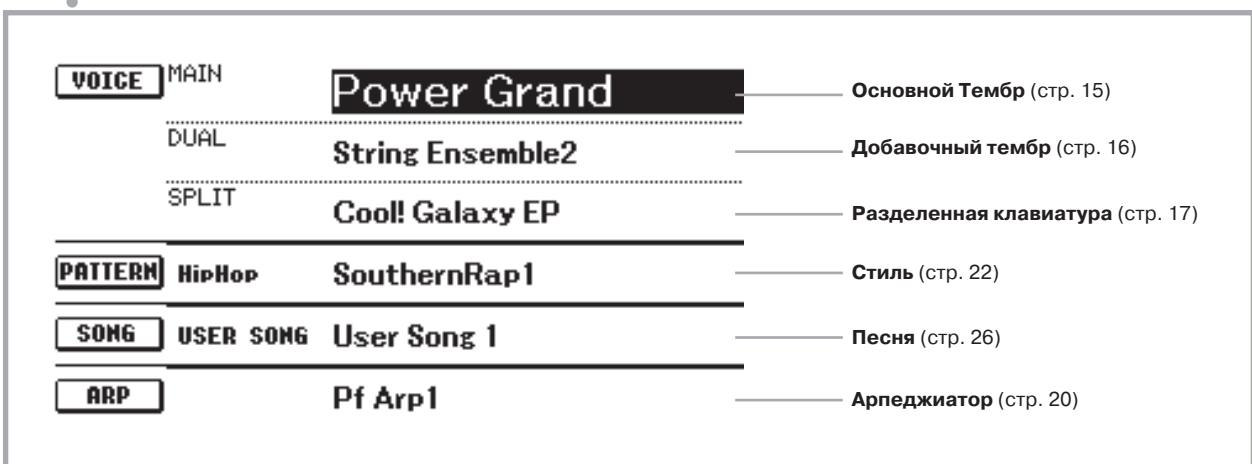 VOICE MAIN Power Grand Основной Тембр (стр. 15)
DUAL String Ensemble2 Добавочный тембр (стр. 16)
SPLIT Cool! Galaxy EP Разделенная клавиатура (стр. 17)
PATTERN HipHop SouthernRap1 Стиль (стр. 22)
SONG USER SONG User Song 1 Песня (стр. 26)
ARP Pf Arp1 Арпеджиатор (стр. 20)